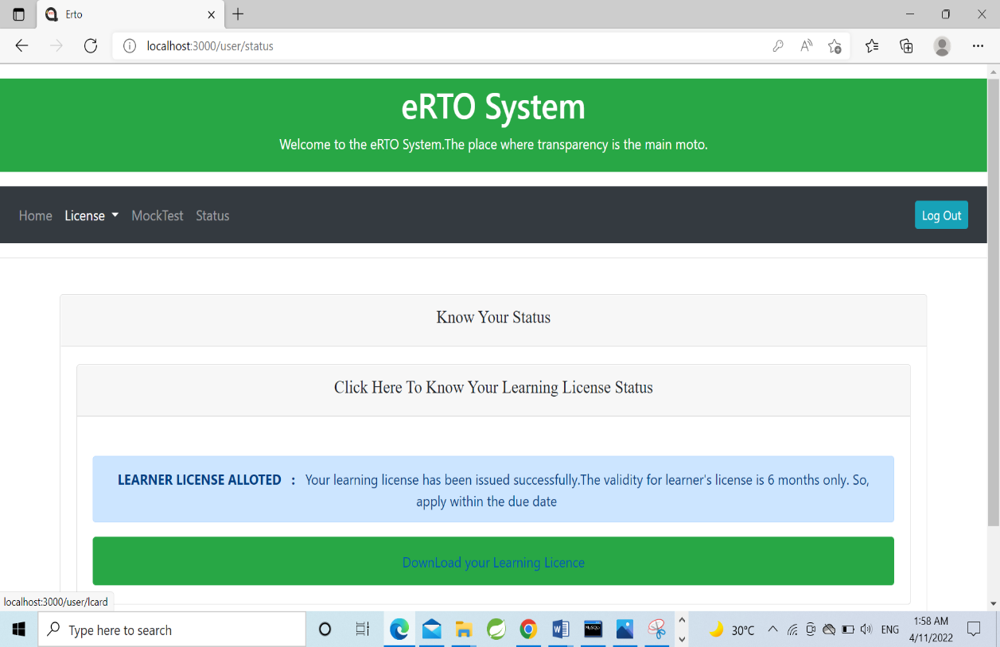 Erto
localhost:3000/user/status
eRTO System
Welcome to the eRTO System.The place where transparency is the main moto.
Home License MockTest Status Log Out
Know Your Status
Click Here To Know Your Learning License Status
LEARNER LICENSE ALLOTED : Your learning license has been issued successfully.The validity for learner's license is 6 months only. So,
apply within the due date
DownLoad your Learning Licence
localhost:3000/user/lcard
Type here to search
MySQL
30°C
ENG
1:58 AM
4/11/2022